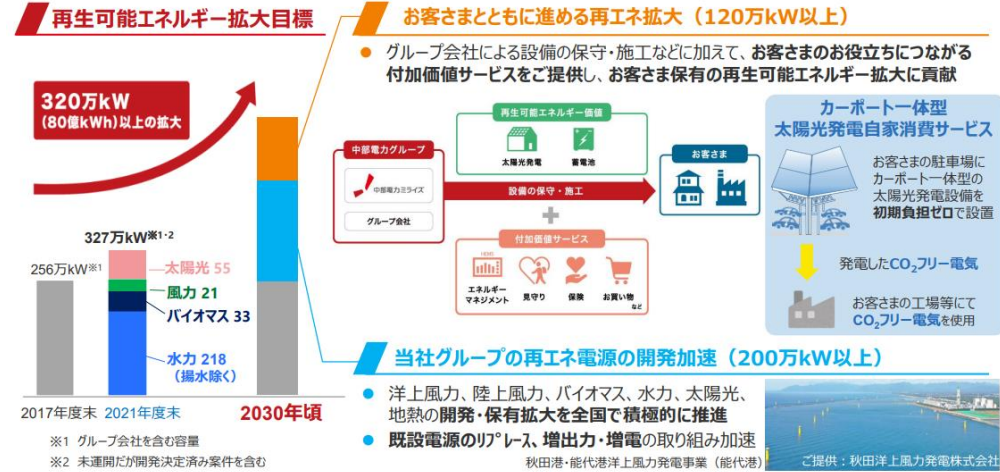 再生可能エネルギー拡大目標
320万kW
(80億kWh)以上の拡大
327万kW※1・2
256万kW※1
太陽光 55
風力 21
バイオマス 33
水力 218
(揚水除く)
2017年度末
2021年度末
2030年頃
※1 グループ会社を含む容量
※2 未運開だが開発決定済み案件を含む
お客さまとともに進める再エネ拡大（120万kW以上）
● グループ会社による設備の保守・施工などに加えて、お客さまのお役立ちにつながる
付加価値サービスをご提供し、お客さま保有の再生可能エネルギー拡大に貢献
中部電力グループ
中部電力ミライズ
グループ会社
再生可能エネルギー価値
太陽光発電
蓄電池
設備の保守・施工
お客さま
付加価値サービス
エネルギー
マネジメント
見守り
保険
お買い物
など
カーポート一体型
太陽光発電自家消費サービス
お客さまの駐車場に
カーポート一体型の
太陽光発電設備を
初期負担ゼロで設置
発電したCO₂フリー電気
お客さまの工場等にて
CO₂フリー電気を使用
当社グループの再エネ電源の開発加速（200万kW以上）
● 洋上風力、陸上風力、バイオマス、水力、太陽光、
地熱の開発・保有拡大を全国で積極的に推進
● 既設電源のリプレース、増出力・増電の取り組み加速
秋田港・能代港洋上風力発電事業（能代港）
ご提供：秋田洋上風力発電株式会社